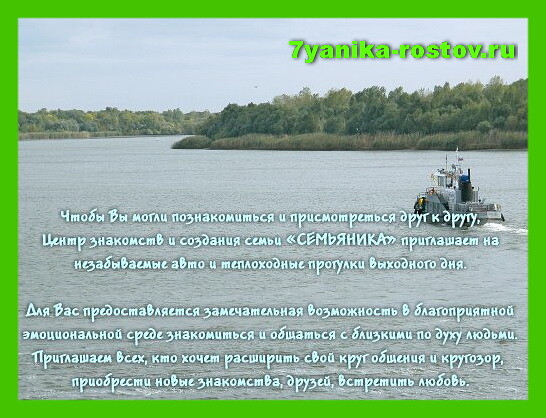 7yanika-rostov.ru
Чтобы Вы могли познакомиться и присмотреться друг к другу,
Центр знакомств и создания семьи «СЕМЬЯНИКА» приглашает на
незабываемые авто и теплоходные прогулки выходного дня.
Для Вас предоставляется замечательная возможность в благоприятной
эмоциональной среде знакомиться и общаться с близкими по духу людьми.
Приглашаем всех, кто хочет расширить свой круг общения и кругозор,
приобрести новые знакомства, друзей, встретить любовь.